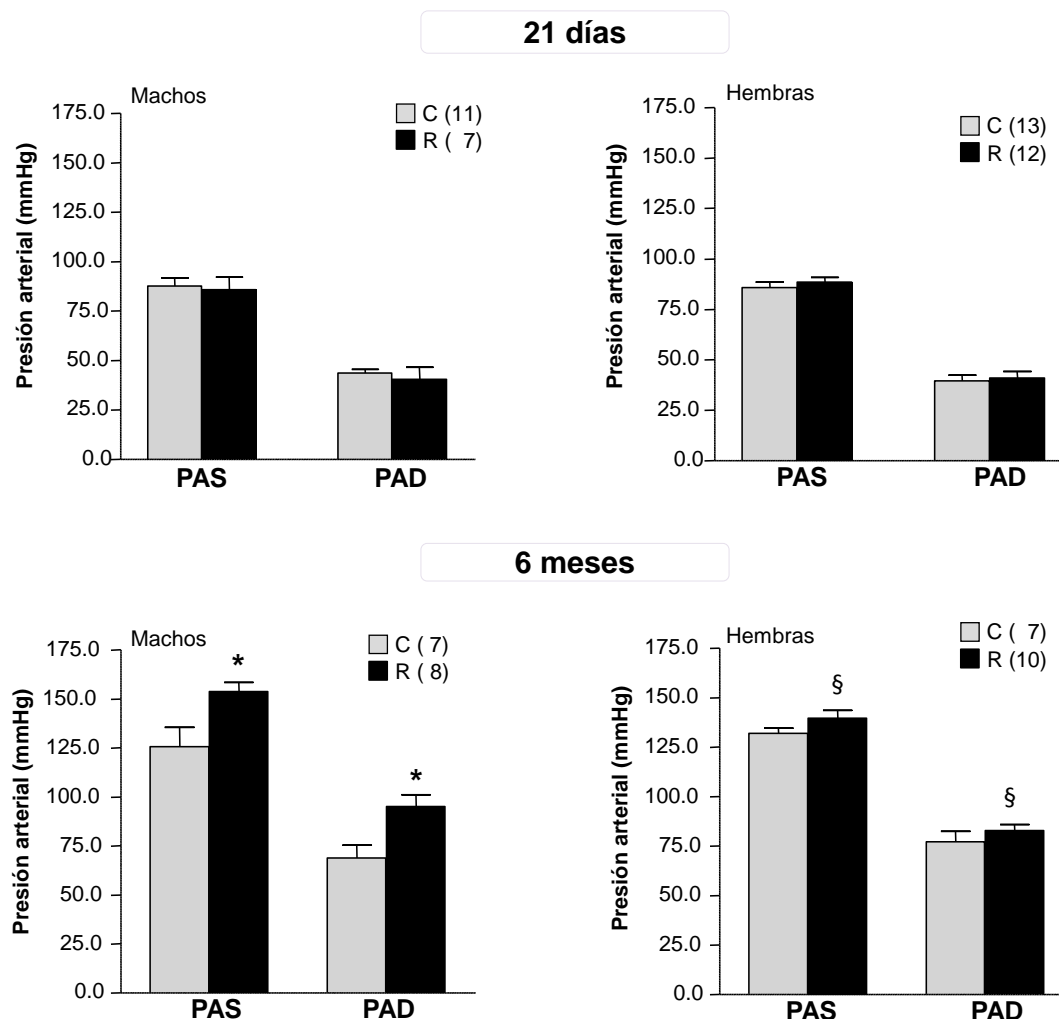 21 días
Machos
C (11)
R ( 7)
Presión arterial (mmHg)
175.0
150.0
125.0
100.0
75.0
50.0
25.0
0.0
PAS PAD
Hembras
C (13)
R (12)
Presión arterial (mmHg)
175.0
150.0
125.0
100.0
75.0
50.0
25.0
0.0
PAS PAD
6 meses
Machos
C ( 7)
R ( 8)
Presión arterial (mmHg)
175.0
150.0
125.0
100.0
75.0
50.0
25.0
0.0
*
*
PAS PAD
Hembras
C ( 7)
R (10)
Presión arterial (mmHg)
175.0
150.0
125.0
100.0
75.0
50.0
25.0
0.0
§
§
PAS PAD